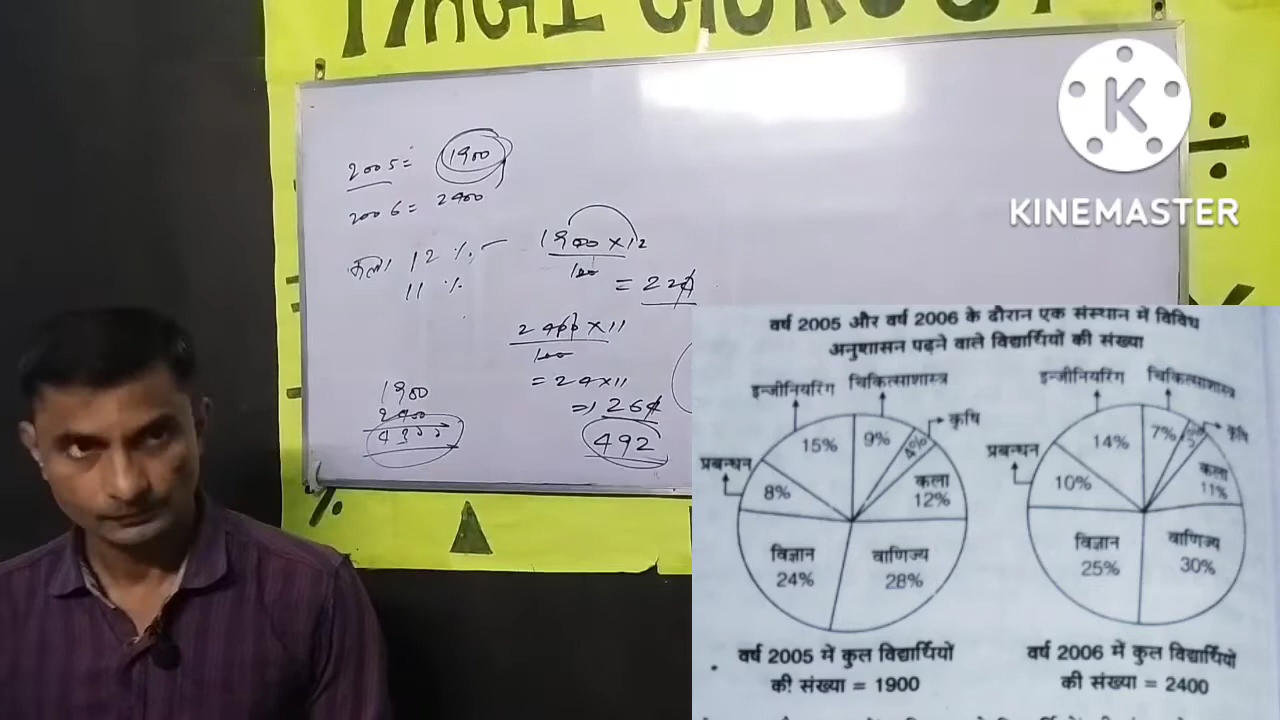 KINEMASTER
2005= 1900
2006= 2400
कला 12 %
11 %
1900 × 12
100
= 228
2400 × 11
100
= 24×11
= 264
492
1900
2400
4300
वर्ष 2005 और वर्ष 2006 के दौरान एक संस्थान में विविध
अनुशासन पढ़ने वाले विद्यार्थियों की संख्या
इन्जीनियरिंग चिकित्साशास्त्र
कृषि
प्रबन्धन
15% 9% 4%
कला
12%
8%
विज्ञान
24%
वाणिज्य
28%
वर्ष 2005 में कुल विद्यार्थियों
की संख्या = 1900
इन्जीनियरिंग चिकित्साशास्त्र
कृषि
प्रबन्धन
14% 7%
कला
11%
10%
विज्ञान
25%
वाणिज्य
30%
वर्ष 2006 में कुल विद्यार्थियों
की संख्या = 2400